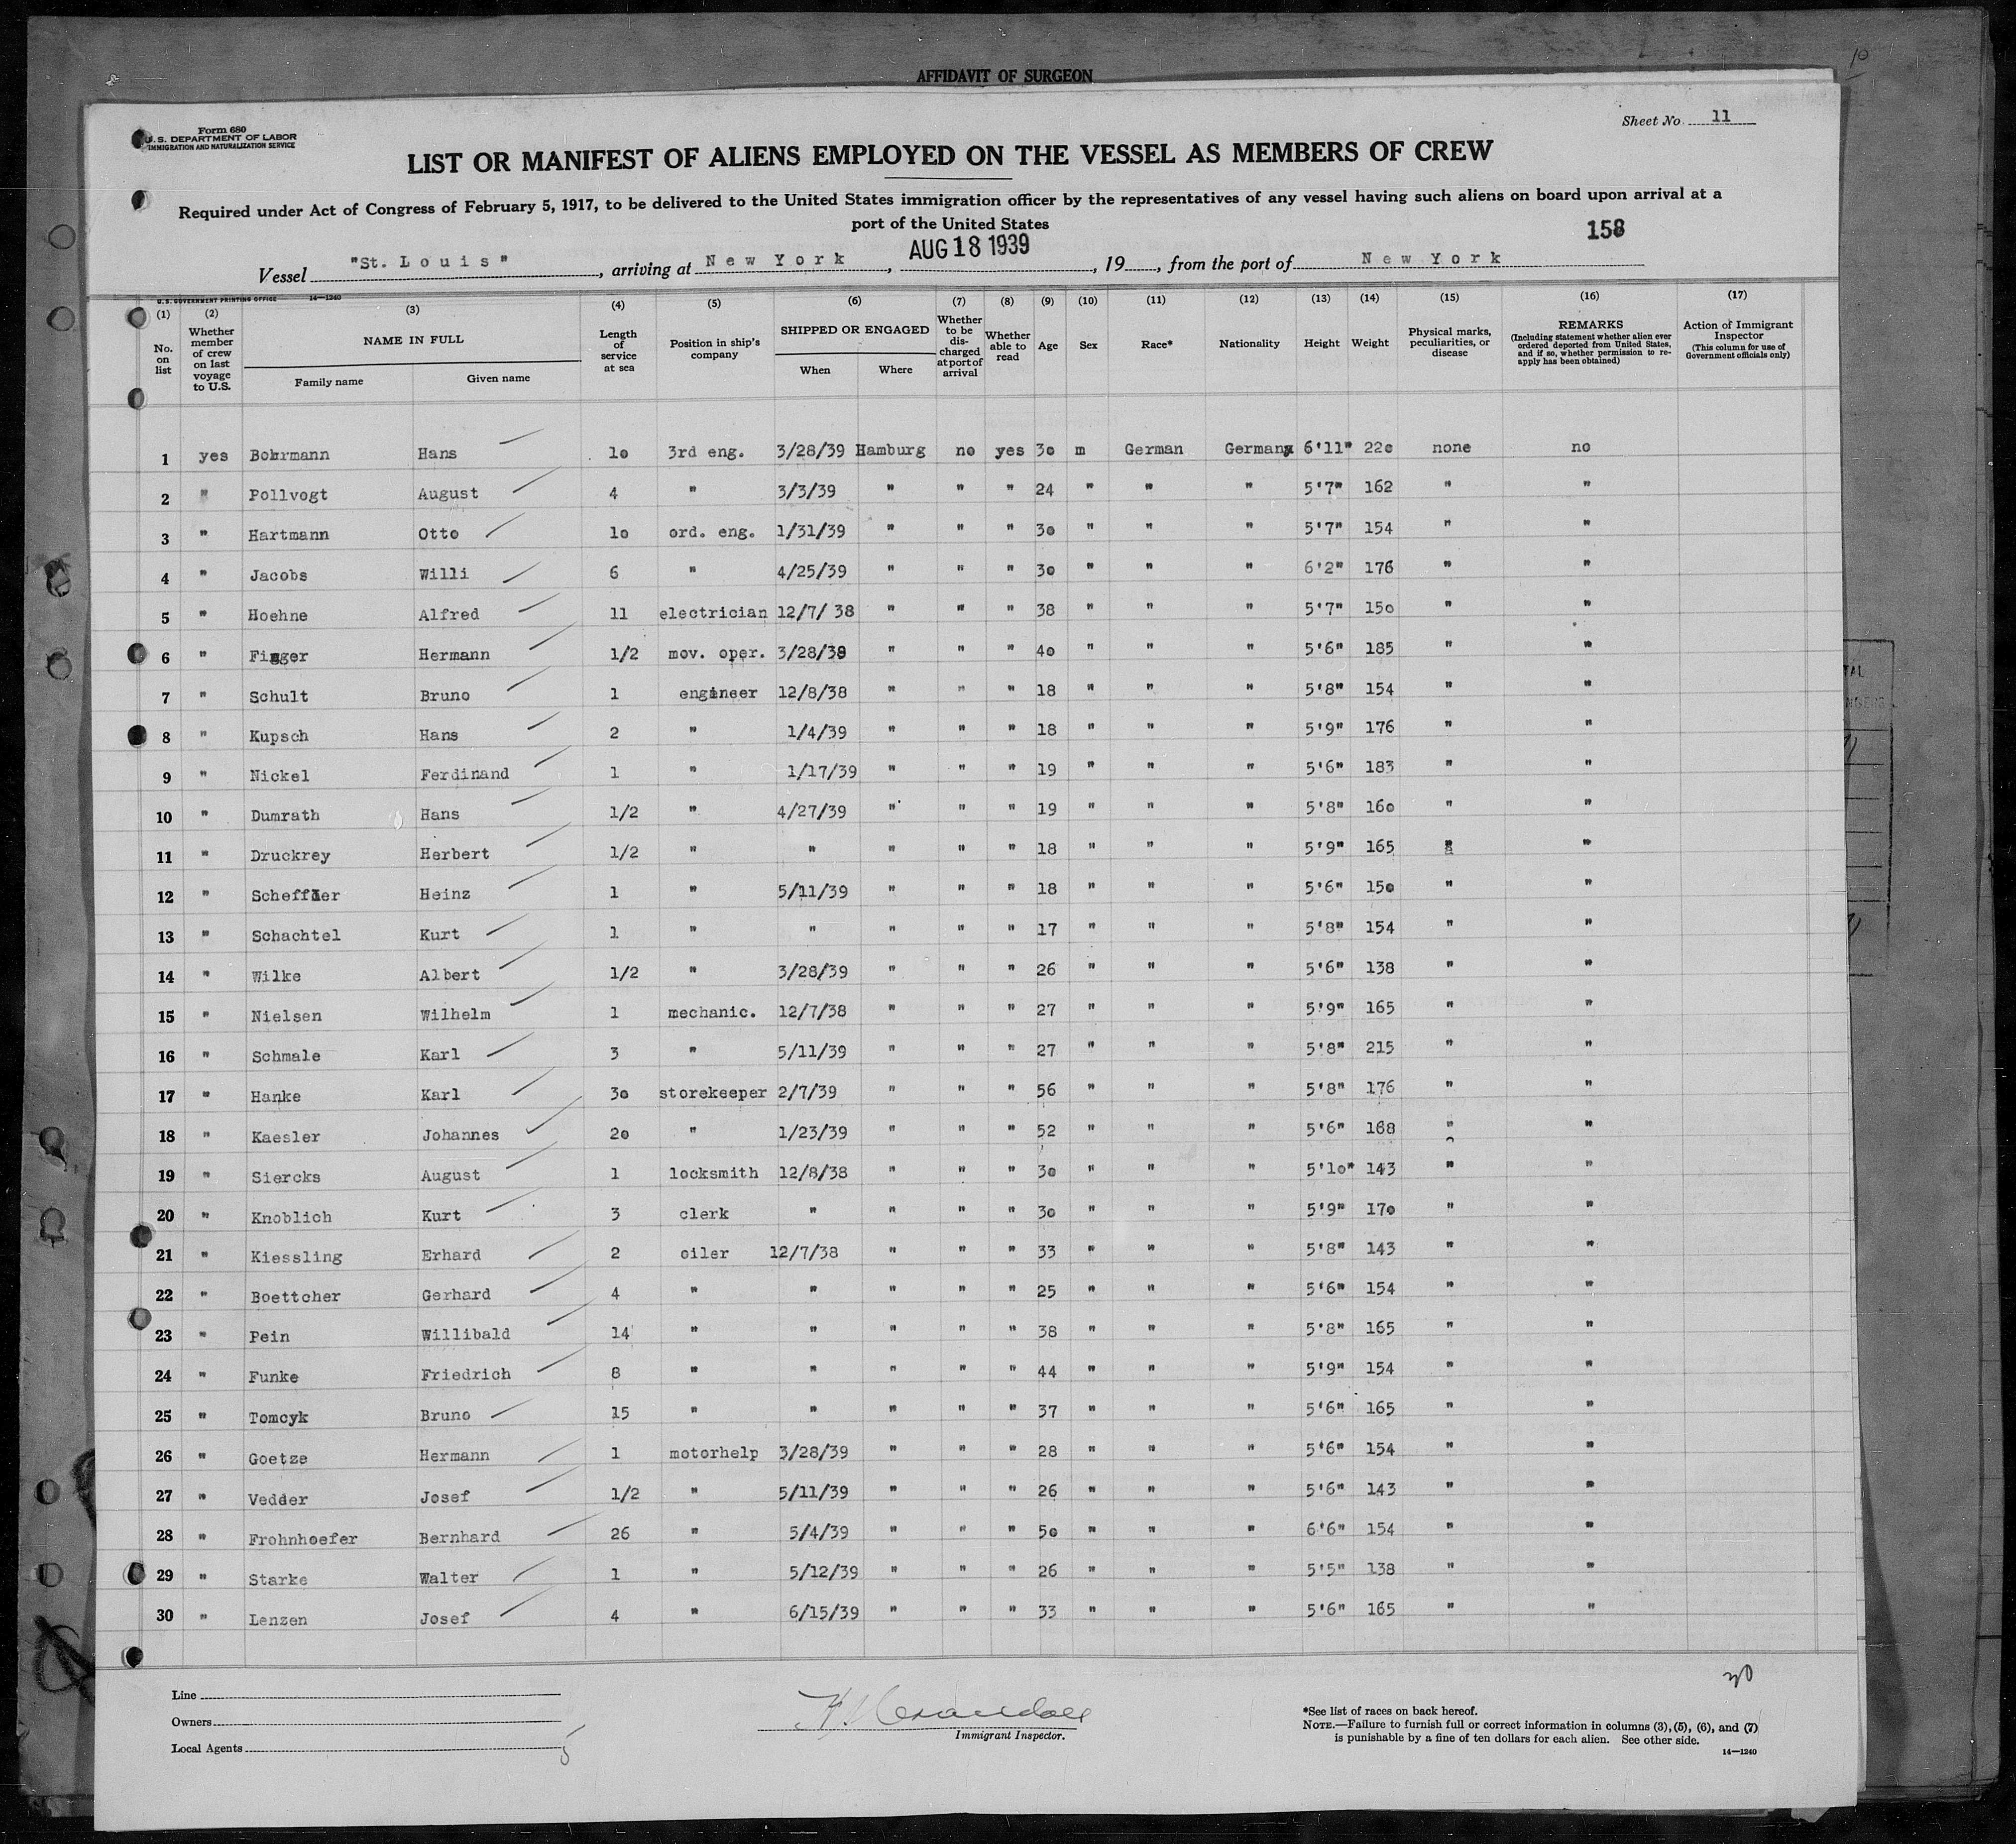 10
AFFIDAVIT OF SURGEON
Form 680
U. S. DEPARTMENT OF LABOR
IMMIGRATION AND NATURALIZATION SERVICE
Sheet No. 11
LIST OR MANIFEST OF ALIENS EMPLOYED ON THE VESSEL AS MEMBERS OF CREW
Required under Act of Congress of February 5, 1917, to be delivered to the United States immigration officer by the representatives of any vessel having such aliens on board upon arrival at a
port of the United States
158
Vessel "St. Louis", arriving at New York, AUG 18 1939, 19, from the port of New York
U.S. GOVERNMENT PRINTING OFFICE 14—1240
(1) (2) (3) (4) (5) (6) (7) (8) (9) (10) (11) (12) (13) (14) (15) (16) (17)
No. on list | Whether member of crew on last voyage to U.S. | NAME IN FULL Family name Given name | Length of service at sea | Position in ship's company | SHIPPED OR ENGAGED When Where | Whether to be discharged at port of arrival | Whether able to read | Age | Sex | Race* | Nationality | Height | Weight | Physical marks, peculiarities, or disease | REMARKS (Including statement whether alien ever ordered deported from United States, and if so, whether permission to reapply has been obtained) | Action of Immigrant Inspector (This column for use of Government officials only)
1 yes Bohrmann Hans 10 3rd eng. 3/28/39 Hamburg no yes 30 m German Germany 6'11" 220 none no
2 " Pollvogt August 4 " 3/3/39 " " " 24 " " " 5'7" 162 " "
3 " Hartmann Otto 10 ord. eng. 1/31/39 " " " 30 " " " 5'7" 154 " "
4 " Jacobs Willi 6 " 4/25/39 " " " 30 " " " 6'2" 176 " "
5 " Hoehne Alfred 11 electrician 12/7/ 38 " " " 38 " " " 5'7" 150 " "
6 " Finger Hermann 1/2 mov. oper. 3/28/39 " " " 40 " " " 5'6" 185 " "
7 " Schult Bruno 1 engineer 12/8/38 " " " 18 " " " 5'8" 154 " "
8 " Kupsch Hans 2 " 1/4/39 " " " 18 " " " 5'9" 176 " "
9 " Nickel Ferdinand 1 " 1/17/39 " " " 19 " " " 5'6" 183 " "
10 " Dumrath Hans 1/2 " 4/27/39 " " " 19 " " " 5'8" 160 " "
11 " Druckrey Herbert 1/2 " " " " " 18 " " " 5'9" 165 " "
12 " Scheffler Heinz 1 " 5/11/39 " " " 18 " " " 5'6" 150 " "
13 " Schachtel Kurt 1 " " " " " 17 " " " 5'8" 154 " "
14 " Wilke Albert 1/2 " 3/28/39 " " " 26 " " " 5'6" 138 " "
15 " Nielsen Wilhelm 1 mechanic. 12/7/38 " " " 27 " " " 5'9" 165 " "
16 " Schmale Karl 3 " 5/11/39 " " " 27 " " " 5'8" 215 " "
17 " Hanke Karl 30 storekeeper 2/7/39 " " " 56 " " " 5'8" 176 " "
18 " Kaesler Johannes 20 " 1/23/39 " " " 52 " " " 5'6" 168 " "
19 " Siercks August 1 locksmith 12/8/38 " " " 30 " " " 5'10" 143 " "
20 " Knoblich Kurt 3 clerk " " " " 30 " " " 5'9" 170 " "
21 " Kiessling Erhard 2 oiler 12/7/38 " " " 33 " " " 5'8" 143 " "
22 " Boettcher Gerhard 4 " " " " " 25 " " " 5'6" 154 " "
23 " Pein Willibald 14 " " " " " 38 " " " 5'8" 165 " "
24 " Funke Friedrich 8 " " " " " 44 " " " 5'9" 154 " "
25 " Tomcyk Bruno 15 " " " " " 37 " " " 5'6" 165 " "
26 " Goetze Hermann 1 motorhelp 3/28/39 " " " 28 " " " 5'6" 154 " "
27 " Vedder Josef 1/2 " 5/11/39 " " " 26 " " " 5'6" 143 " "
28 " Frohnhoefer Bernhard 26 " 5/4/39 " " " 50 " " " 6'6" 154 " "
29 " Starke Walter 1 " 5/12/39 " " " 26 " " " 5'5" 138 " "
30 " Lenzen Josef 4 " 6/15/39 " " " 33 " " " 5'6" 165 " "
30
Line
Owners
Local Agents
Immigrant Inspector.
*See list of races on back hereof.
NOTE.—Failure to furnish full or correct information in columns (3), (5), (6), and (7)
is punishable by a fine of ten dollars for each alien. See other side.
14—1240